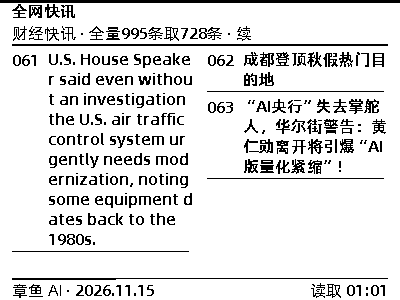 全网快讯
财经快讯 · 全量995条取728条 · 续
061 U.S. House Speake
r said even withou
t an investigation
the U.S. air traffic
control system ur
gently needs mod
ernization, noting
some equipment d
ates back to the
1980s.
062 成都登顶秋假热门目
的地
063 “AI央行”失去掌舵
人，华尔街警告：黄
仁勋离开将引爆“AI
版量化紧缩”！
章鱼 AI · 2026.11.15
读取 01:01